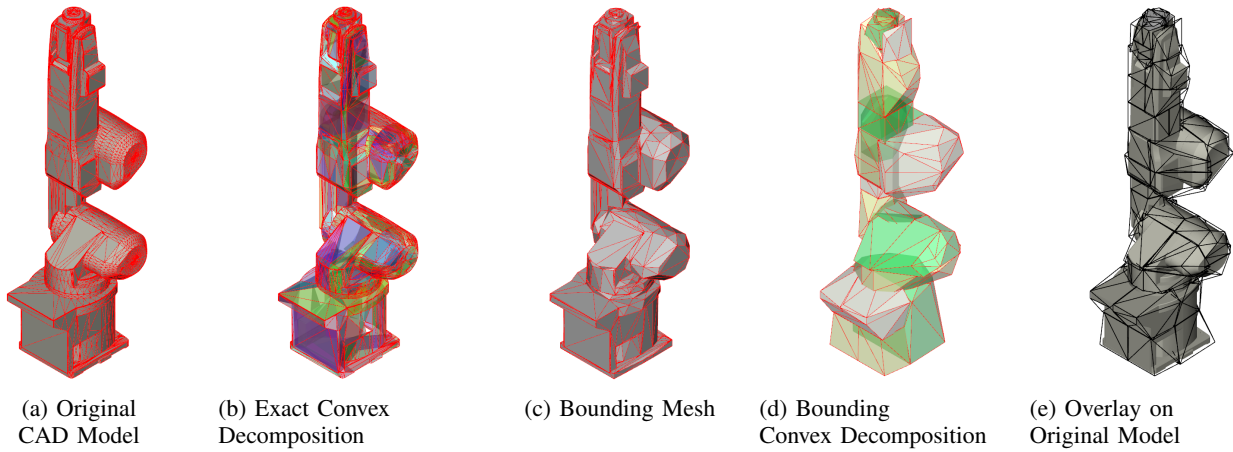 (a) Original
CAD Model
(b) Exact Convex
Decomposition
(c) Bounding Mesh
(d) Bounding
Convex Decomposition
(e) Overlay on
Original Model